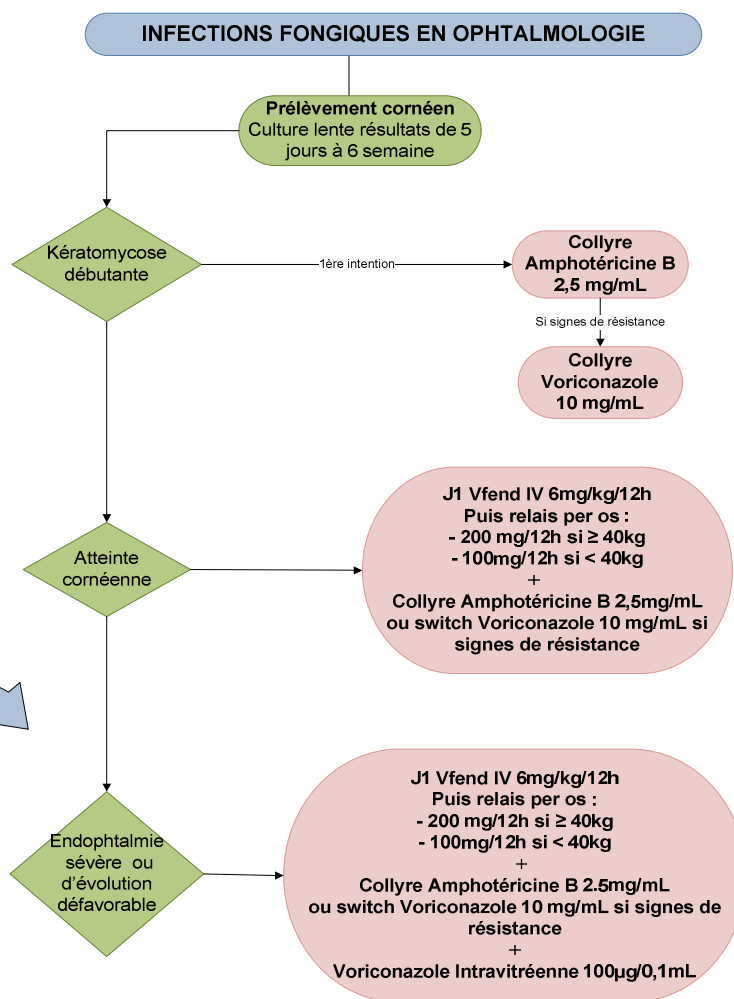 INFECTIONS FONGIQUES EN OPHTALMOLOGIE
Prélèvement cornéen
Culture lente résultats de 5
jours à 6 semaine
Kératomycose
débutante
1ère intention
Collyre
Amphotéricine B
2,5 mg/mL
Si signes de résistance
Collyre
Voriconazole
10 mg/mL
Atteinte
cornéenne
J1 Vfend IV 6mg/kg/12h
Puis relais per os :
- 200 mg/12h si ≥ 40kg
- 100mg/12h si < 40kg
+
Collyre Amphotéricine B 2,5mg/mL
ou switch Voriconazole 10 mg/mL si
signes de résistance
Endophtalmie
sévère ou
d'évolution
défavorable
J1 Vfend IV 6mg/kg/12h
Puis relais per os :
- 200 mg/12h si ≥ 40kg
- 100mg/12h si < 40kg
+
Collyre Amphotéricine B 2.5mg/mL
ou switch Voriconazole 10 mg/mL si signes de
résistance
+
Voriconazole Intravitréenne 100µg/0,1mL